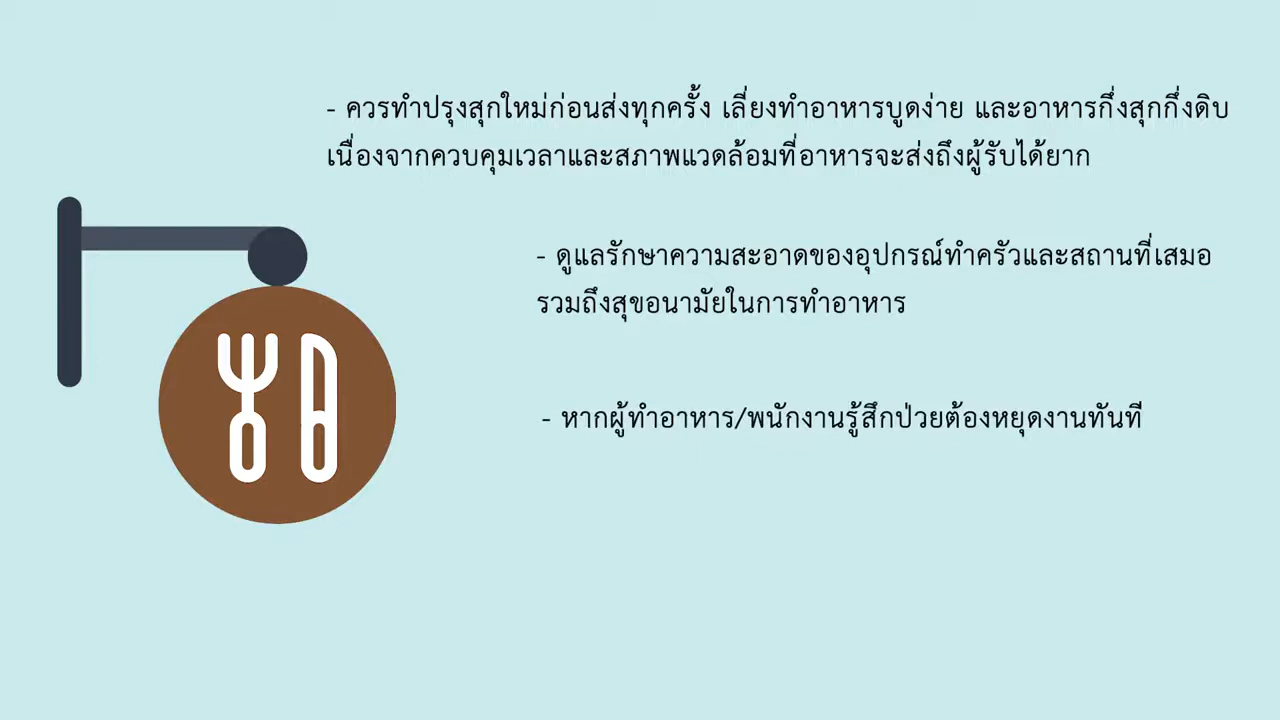 - ควรทำปรุงสุกใหม่ก่อนส่งทุกครั้ง เลี่ยงทำอาหารบูดง่าย และอาหารกึ่งสุกกึ่งดิบ
เนื่องจากควบคุมเวลาและสภาพแวดล้อมที่อาหารจะส่งถึงผู้รับได้ยาก
- ดูแลรักษาความสะอาดของอุปกรณ์ทำครัวและสถานที่เสมอ
รวมถึงสุขอนามัยในการทำอาหาร
- หากผู้ทำอาหาร/พนักงานรู้สึกป่วยต้องหยุดงานทันที